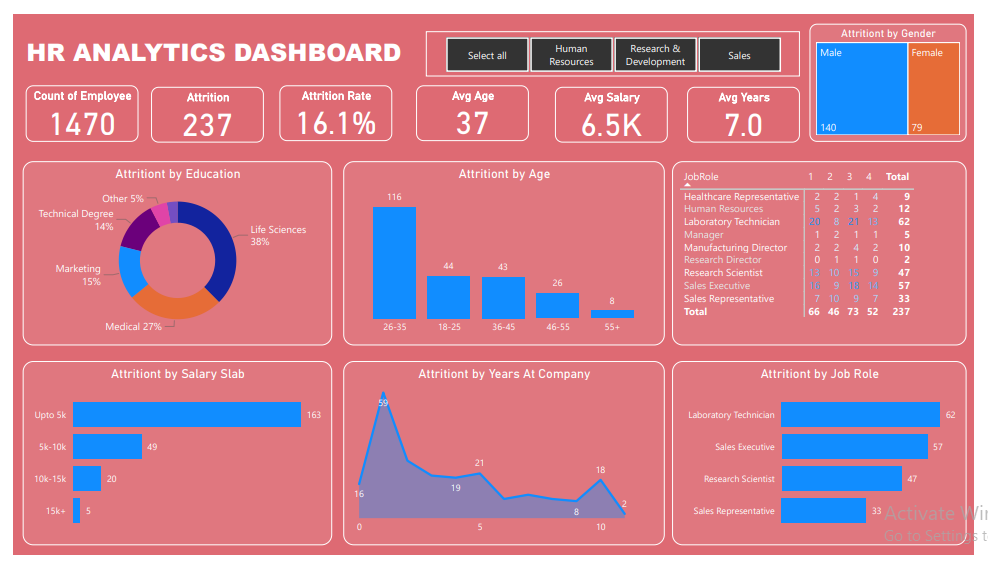 HR ANALYTICS DASHBOARD
Select all
Human
Resources
Research &
Development
Sales
Attritiont by Gender
Male
Female
140
79
Count of Employee
1470
Attrition
237
Attrition Rate
16.1%
Avg Age
37
Avg Salary
6.5K
Avg Years
7.0
Attritiont by Education
Other 5%
Technical Degree
14%
Life Sciences
38%
Marketing
15%
Medical 27%
Attritiont by Age
116
44
43
26
8
26-35
18-25
36-45
46-55
55+
JobRole 1 2 3 4 Total
Healthcare Representative 2 2 1 4 9
Human Resources 5 2 3 2 12
Laboratory Technician 20 8 21 13 62
Manager 1 2 1 1 5
Manufacturing Director 2 2 4 2 10
Research Director 0 1 1 0 2
Research Scientist 13 10 15 9 47
Sales Executive 16 9 18 14 57
Sales Representative 7 10 9 7 33
Total 66 46 73 52 237
Attritiont by Salary Slab
Upto 5k 163
5k-10k 49
10k-15k 20
15k+ 5
Attritiont by Years At Company
59
16
19
21
8
18
2
0
5
10
Attritiont by Job Role
Laboratory Technician 62
Sales Executive 57
Research Scientist 47
Sales Representative 33
Activate Win
Go to Settings t